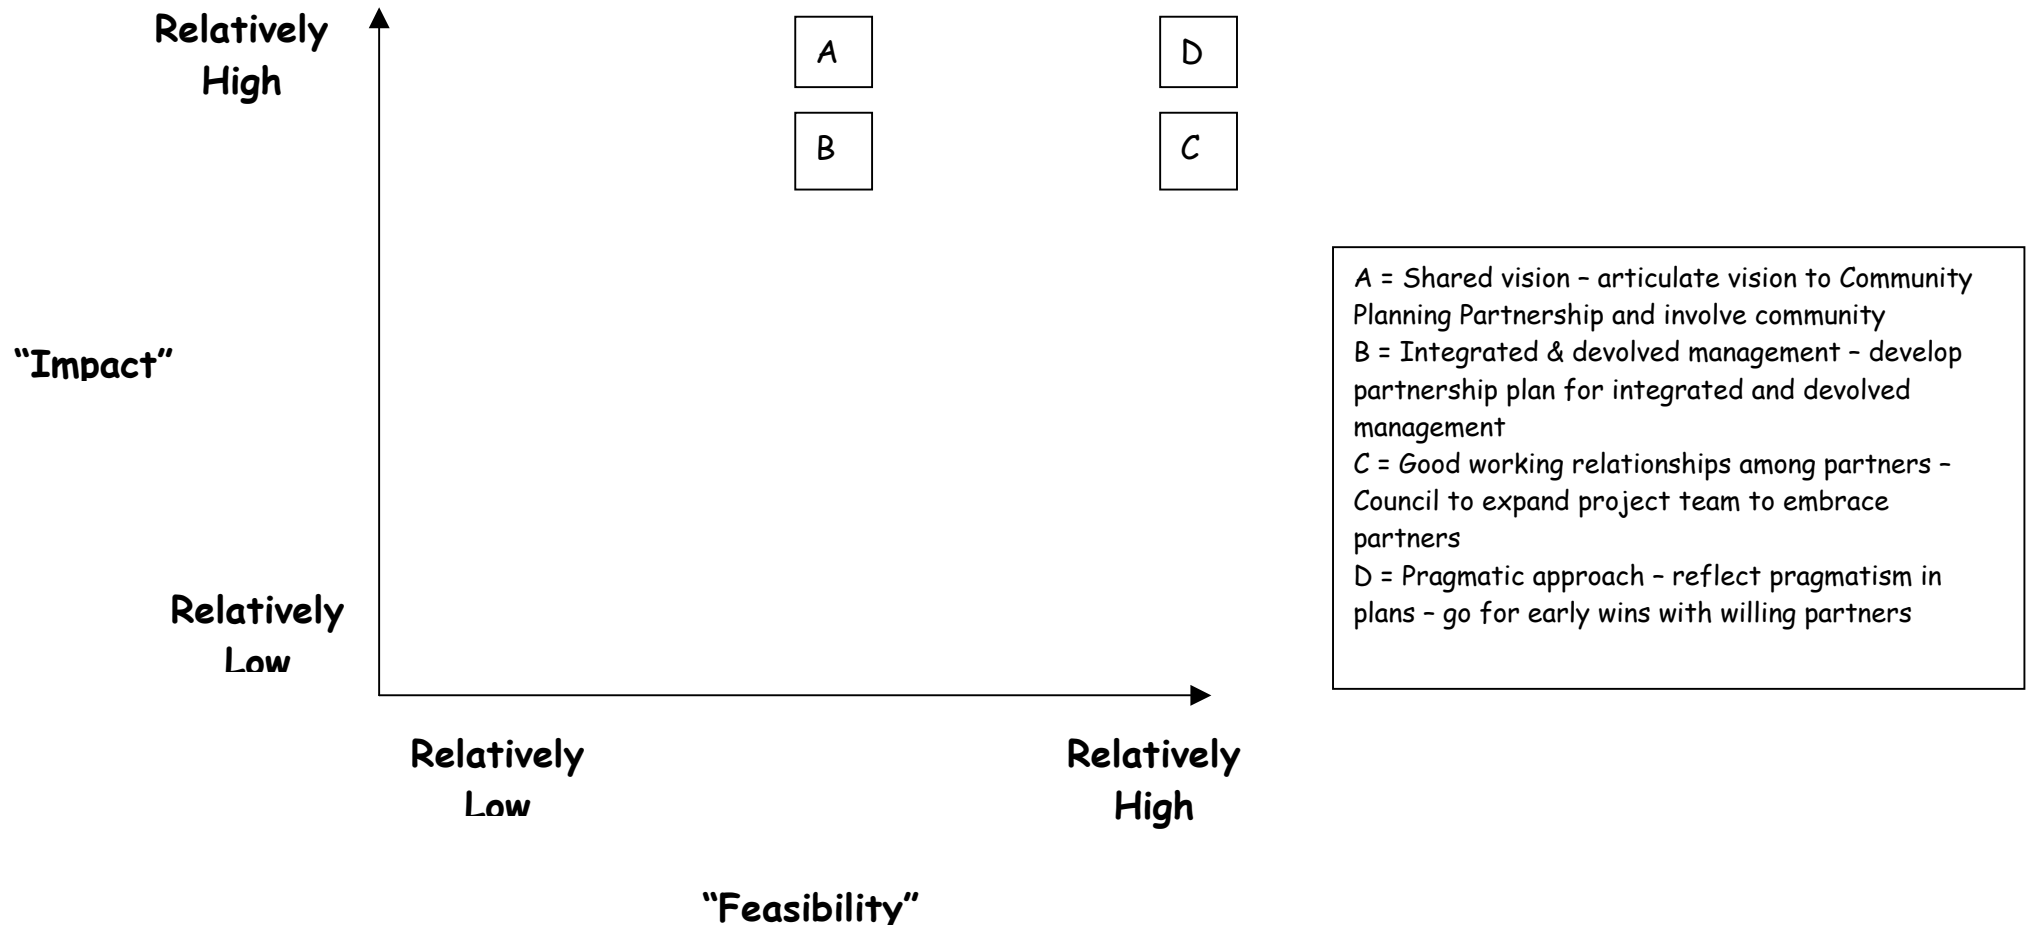 Relatively
High
A
D
B
C
“Impact”
A = Shared vision – articulate vision to Community
Planning Partnership and involve community
B = Integrated & devolved management – develop
partnership plan for integrated and devolved
management
C = Good working relationships among partners –
Council to expand project team to embrace
partners
D = Pragmatic approach – reflect pragmatism in
plans – go for early wins with willing partners
Relatively
Low
Relatively
Low
Relatively
High
“Feasibility”